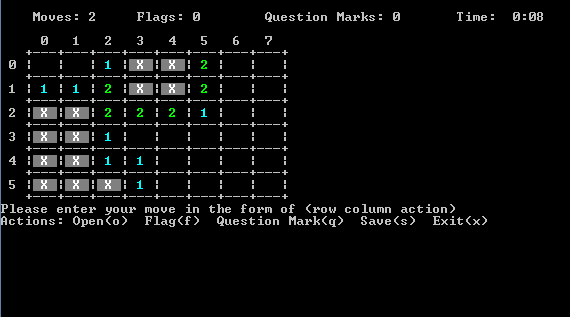 Moves: 2 Flags: 0 Question Marks: 0 Time: 0:08
0 1 2 3 4 5 6 7
0 1 X X 2
1 1 1 2 X X 2
2 X X 2 2 2 1
3 X X 1
4 X X 1 1
5 X X X 1
Please enter your move in the form of (row column action)
Actions: Open(o) Flag(f) Question Mark(q) Save(s) Exit(x)